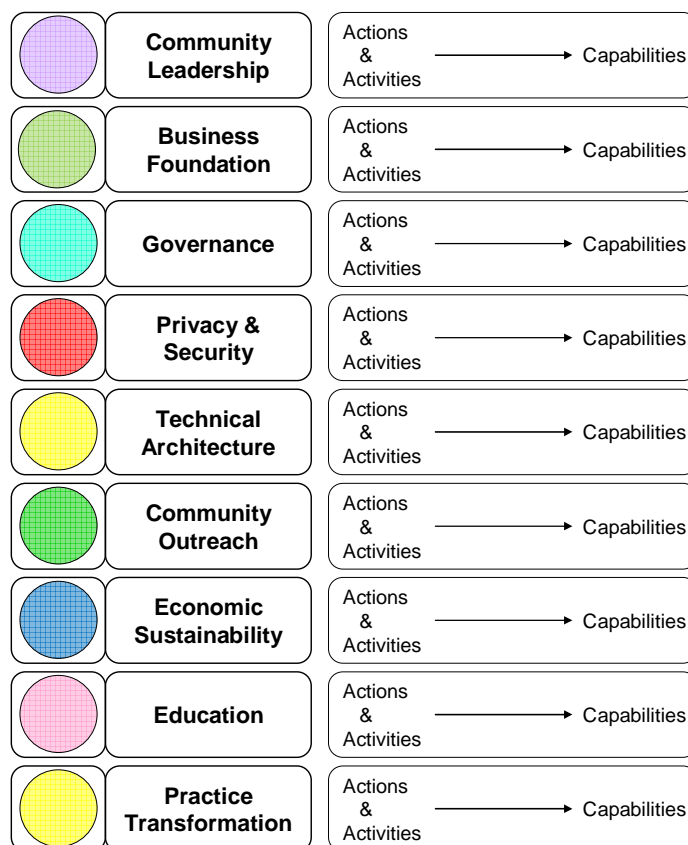 Community
Leadership
Actions
&
Activities
Capabilities
Business
Foundation
Actions
&
Activities
Capabilities
Governance
Actions
&
Activities
Capabilities
Privacy &
Security
Actions
&
Activities
Capabilities
Technical
Architecture
Actions
&
Activities
Capabilities
Community
Outreach
Actions
&
Activities
Capabilities
Economic
Sustainability
Actions
&
Activities
Capabilities
Education
Actions
&
Activities
Capabilities
Practice
Transformation
Actions
&
Activities
Capabilities